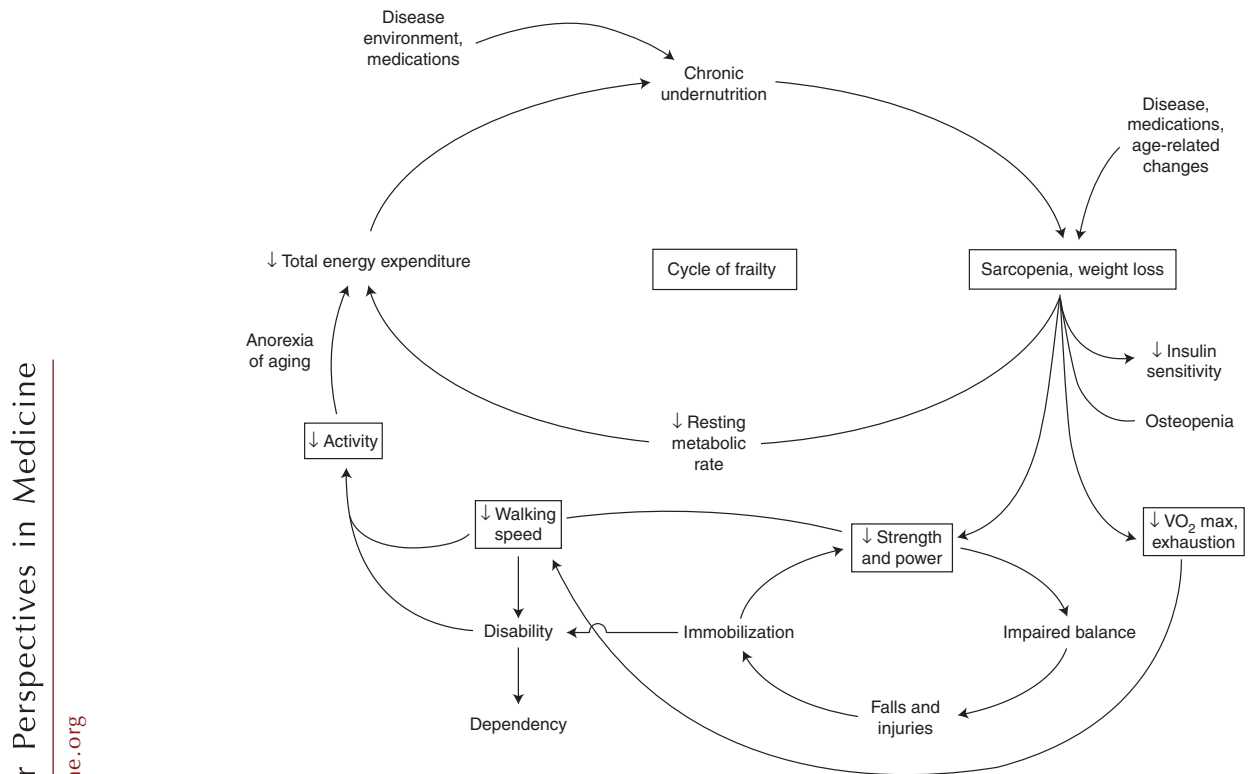 Disease
environment,
medications
Chronic
undernutrition
Disease,
medications,
age-related
changes
↓ Total energy expenditure
Cycle of frailty
Sarcopenia, weight loss
Anorexia
of aging
↓ Insulin
sensitivity
↓ Activity
↓ Resting
metabolic
rate
Osteopenia
↓ Walking
speed
↓ Strength
and power
↓ VO₂ max,
exhaustion
Disability
Immobilization
Impaired balance
Dependency
Falls and
injuries
r Perspectives in Medicine
ne.org